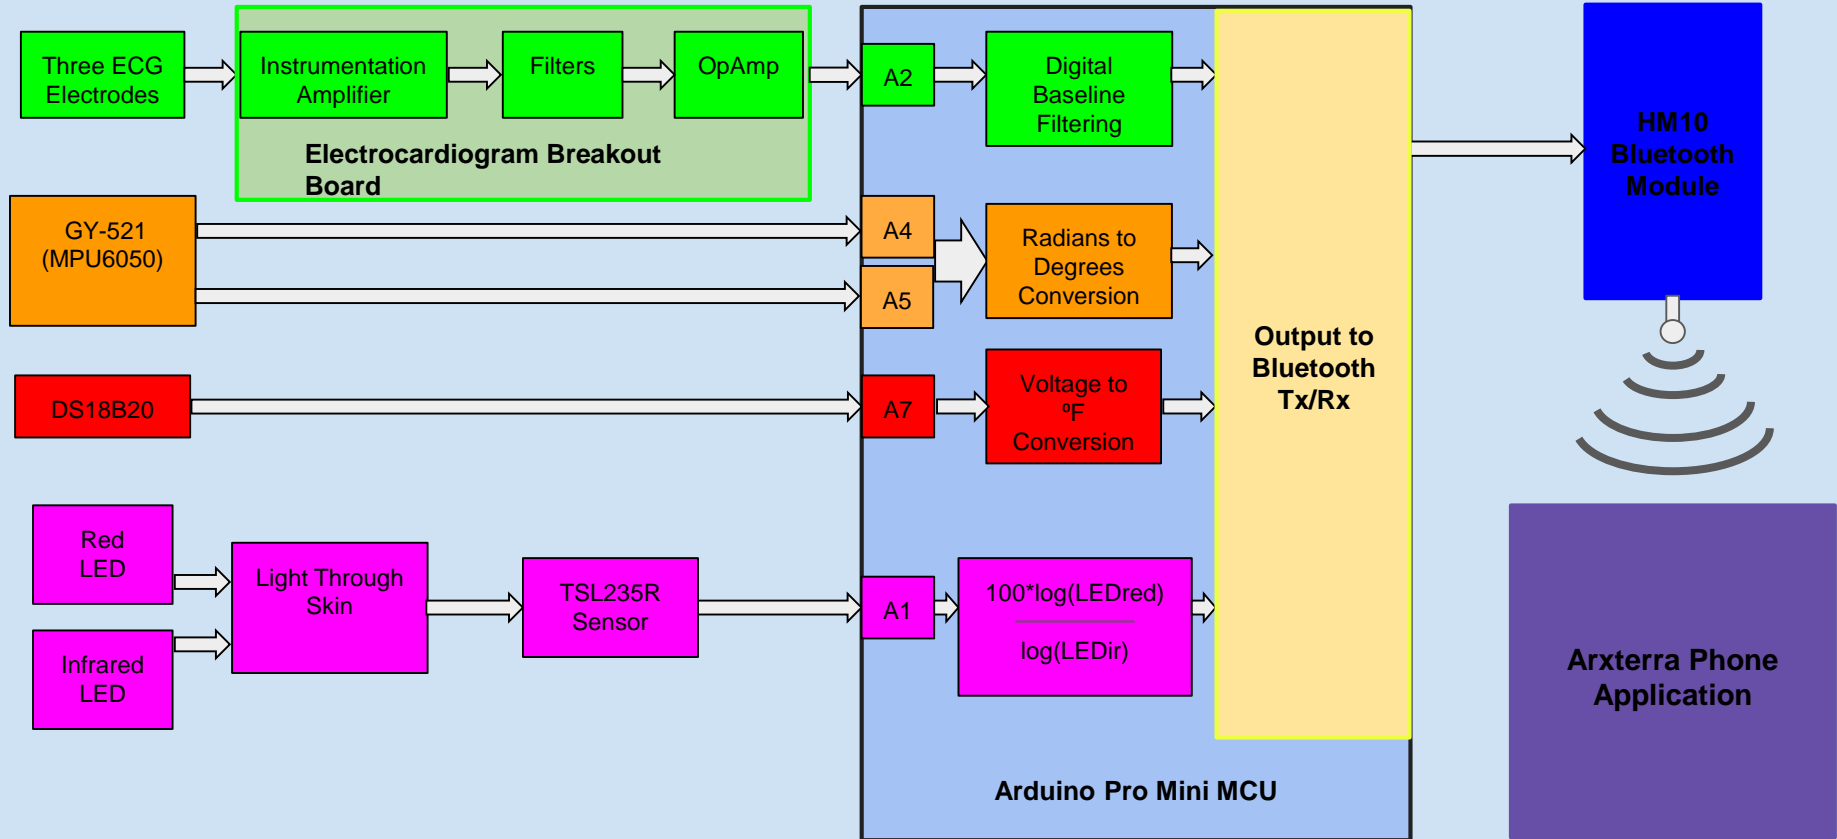 Three ECG
Electrodes
Instrumentation
Amplifier
Filters
OpAmp
Electrocardiogram Breakout
Board
A2
Digital
Baseline
Filtering
HM10
Bluetooth
Module
GY-521
(MPU6050)
A4
A5
Radians to
Degrees
Conversion
Output to
Bluetooth
Tx/Rx
DS18B20
A7
Voltage to
ºF
Conversion
Red
LED
Infrared
LED
Light Through
Skin
TSL235R
Sensor
A1
100*log(LEDred)
log(LEDir)
Arduino Pro Mini MCU
Arxterra Phone
Application